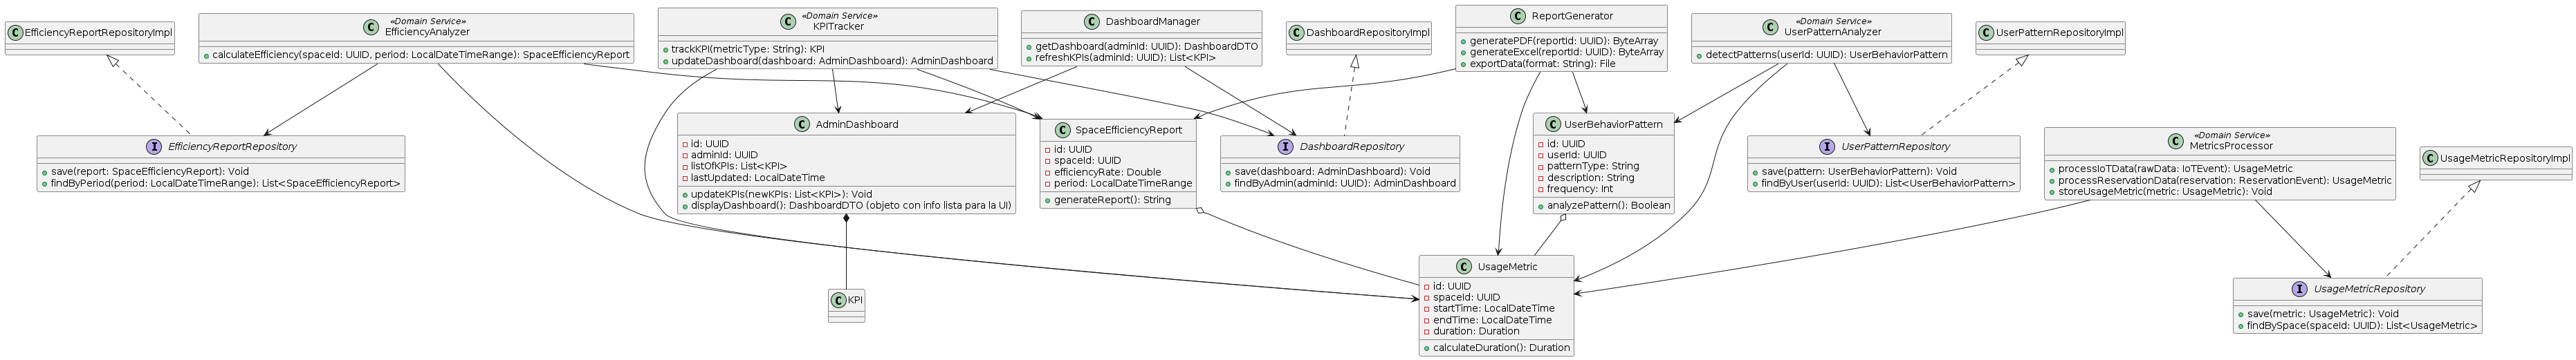 C EfficiencyReportRepositoryImpl
«Domain Service»
C EfficiencyAnalyzer
calculateEfficiency(spaceId: UUID, period: LocalDateTimeRange): SpaceEfficiencyReport
«Domain Service»
C KPITracker
trackKPI(metricType: String): KPI
updateDashboard(dashboard: AdminDashboard): AdminDashboard
C DashboardManager
getDashboard(adminId: UUID): DashboardDTO
refreshKPIs(adminId: UUID): List<KPI>
C DashboardRepositoryImpl
C ReportGenerator
generatePDF(reportId: UUID): ByteArray
generateExcel(reportId: UUID): ByteArray
exportData(format: String): File
«Domain Service»
C UserPatternAnalyzer
detectPatterns(userId: UUID): UserBehaviorPattern
C UserPatternRepositoryImpl
I EfficiencyReportRepository
save(report: SpaceEfficiencyReport): Void
findByPeriod(period: LocalDateTimeRange): List<SpaceEfficiencyReport>
C AdminDashboard
id: UUID
adminId: UUID
listOfKPIs: List<KPI>
lastUpdated: LocalDateTime
updateKPIs(newKPIs: List<KPI>): Void
displayDashboard(): DashboardDTO (objeto con info lista para la UI)
C SpaceEfficiencyReport
id: UUID
spaceId: UUID
efficiencyRate: Double
period: LocalDateTimeRange
generateReport(): String
I DashboardRepository
save(dashboard: AdminDashboard): Void
findByAdmin(adminId: UUID): AdminDashboard
C UserBehaviorPattern
id: UUID
userId: UUID
patternType: String
description: String
frequency: Int
analyzePattern(): Boolean
I UserPatternRepository
save(pattern: UserBehaviorPattern): Void
findByUser(userId: UUID): List<UserBehaviorPattern>
«Domain Service»
C MetricsProcessor
processIoTData(rawData: IoTEvent): UsageMetric
processReservationData(reservation: ReservationEvent): UsageMetric
storeUsageMetric(metric: UsageMetric): Void
C UsageMetricRepositoryImpl
C KPI
C UsageMetric
id: UUID
spaceId: UUID
startTime: LocalDateTime
endTime: LocalDateTime
duration: Duration
calculateDuration(): Duration
I UsageMetricRepository
save(metric: UsageMetric): Void
findBySpace(spaceId: UUID): List<UsageMetric>